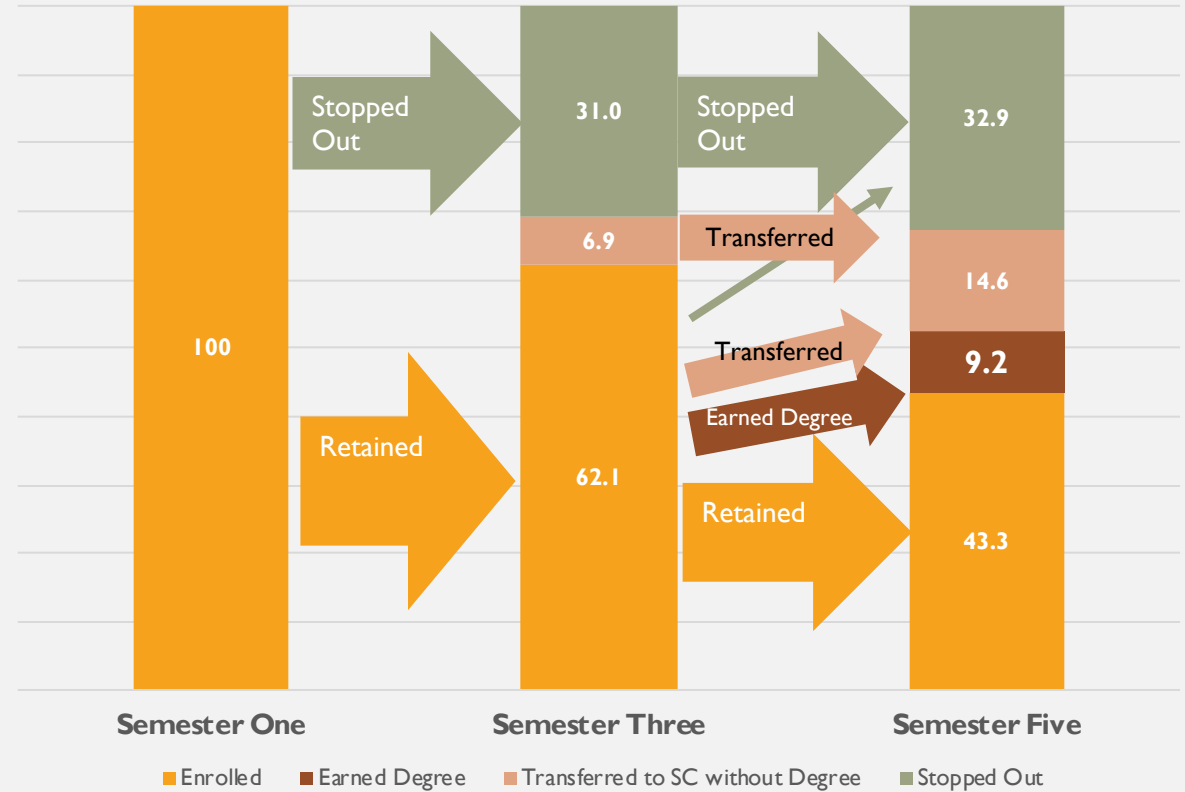 Stopped
Out
31.0
Stopped
Out
32.9
6.9
Transferred
14.6
100
Transferred
9.2
Earned Degree
Retained
62.1
Retained
43.3
Semester One
Semester Three
Semester Five
Enrolled
Earned Degree
Transferred to SC without Degree
Stopped Out